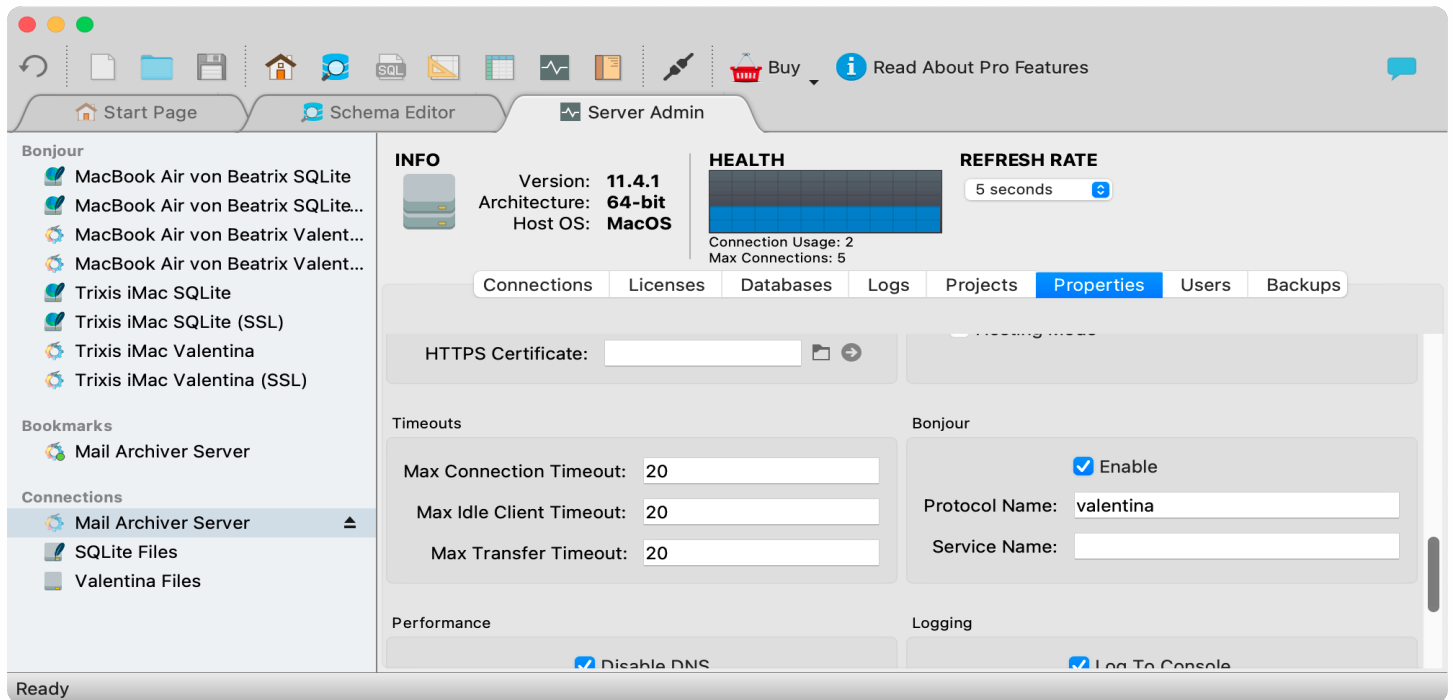 SQL
Buy
Read About Pro Features
Start Page
Schema Editor
Server Admin
Bonjour
MacBook Air von Beatrix SQLite
MacBook Air von Beatrix SQLite...
MacBook Air von Beatrix Valent...
MacBook Air von Beatrix Valent...
Trixis iMac SQLite
Trixis iMac SQLite (SSL)
Trixis iMac Valentina
Trixis iMac Valentina (SSL)
Bookmarks
Mail Archiver Server
Connections
Mail Archiver Server
SQLite Files
Valentina Files
INFO
Version: 11.4.1
Architecture: 64-bit
Host OS: MacOS
HEALTH
Connection Usage: 2
Max Connections: 5
REFRESH RATE
5 seconds
Connections
Licenses
Databases
Logs
Projects
Properties
Users
Backups
HTTPS Certificate:
Timeouts
Max Connection Timeout: 20
Max Idle Client Timeout: 20
Max Transfer Timeout: 20
Bonjour
Enable
Protocol Name: valentina
Service Name:
Performance
Disable DNS
Logging
Log To Console
Ready